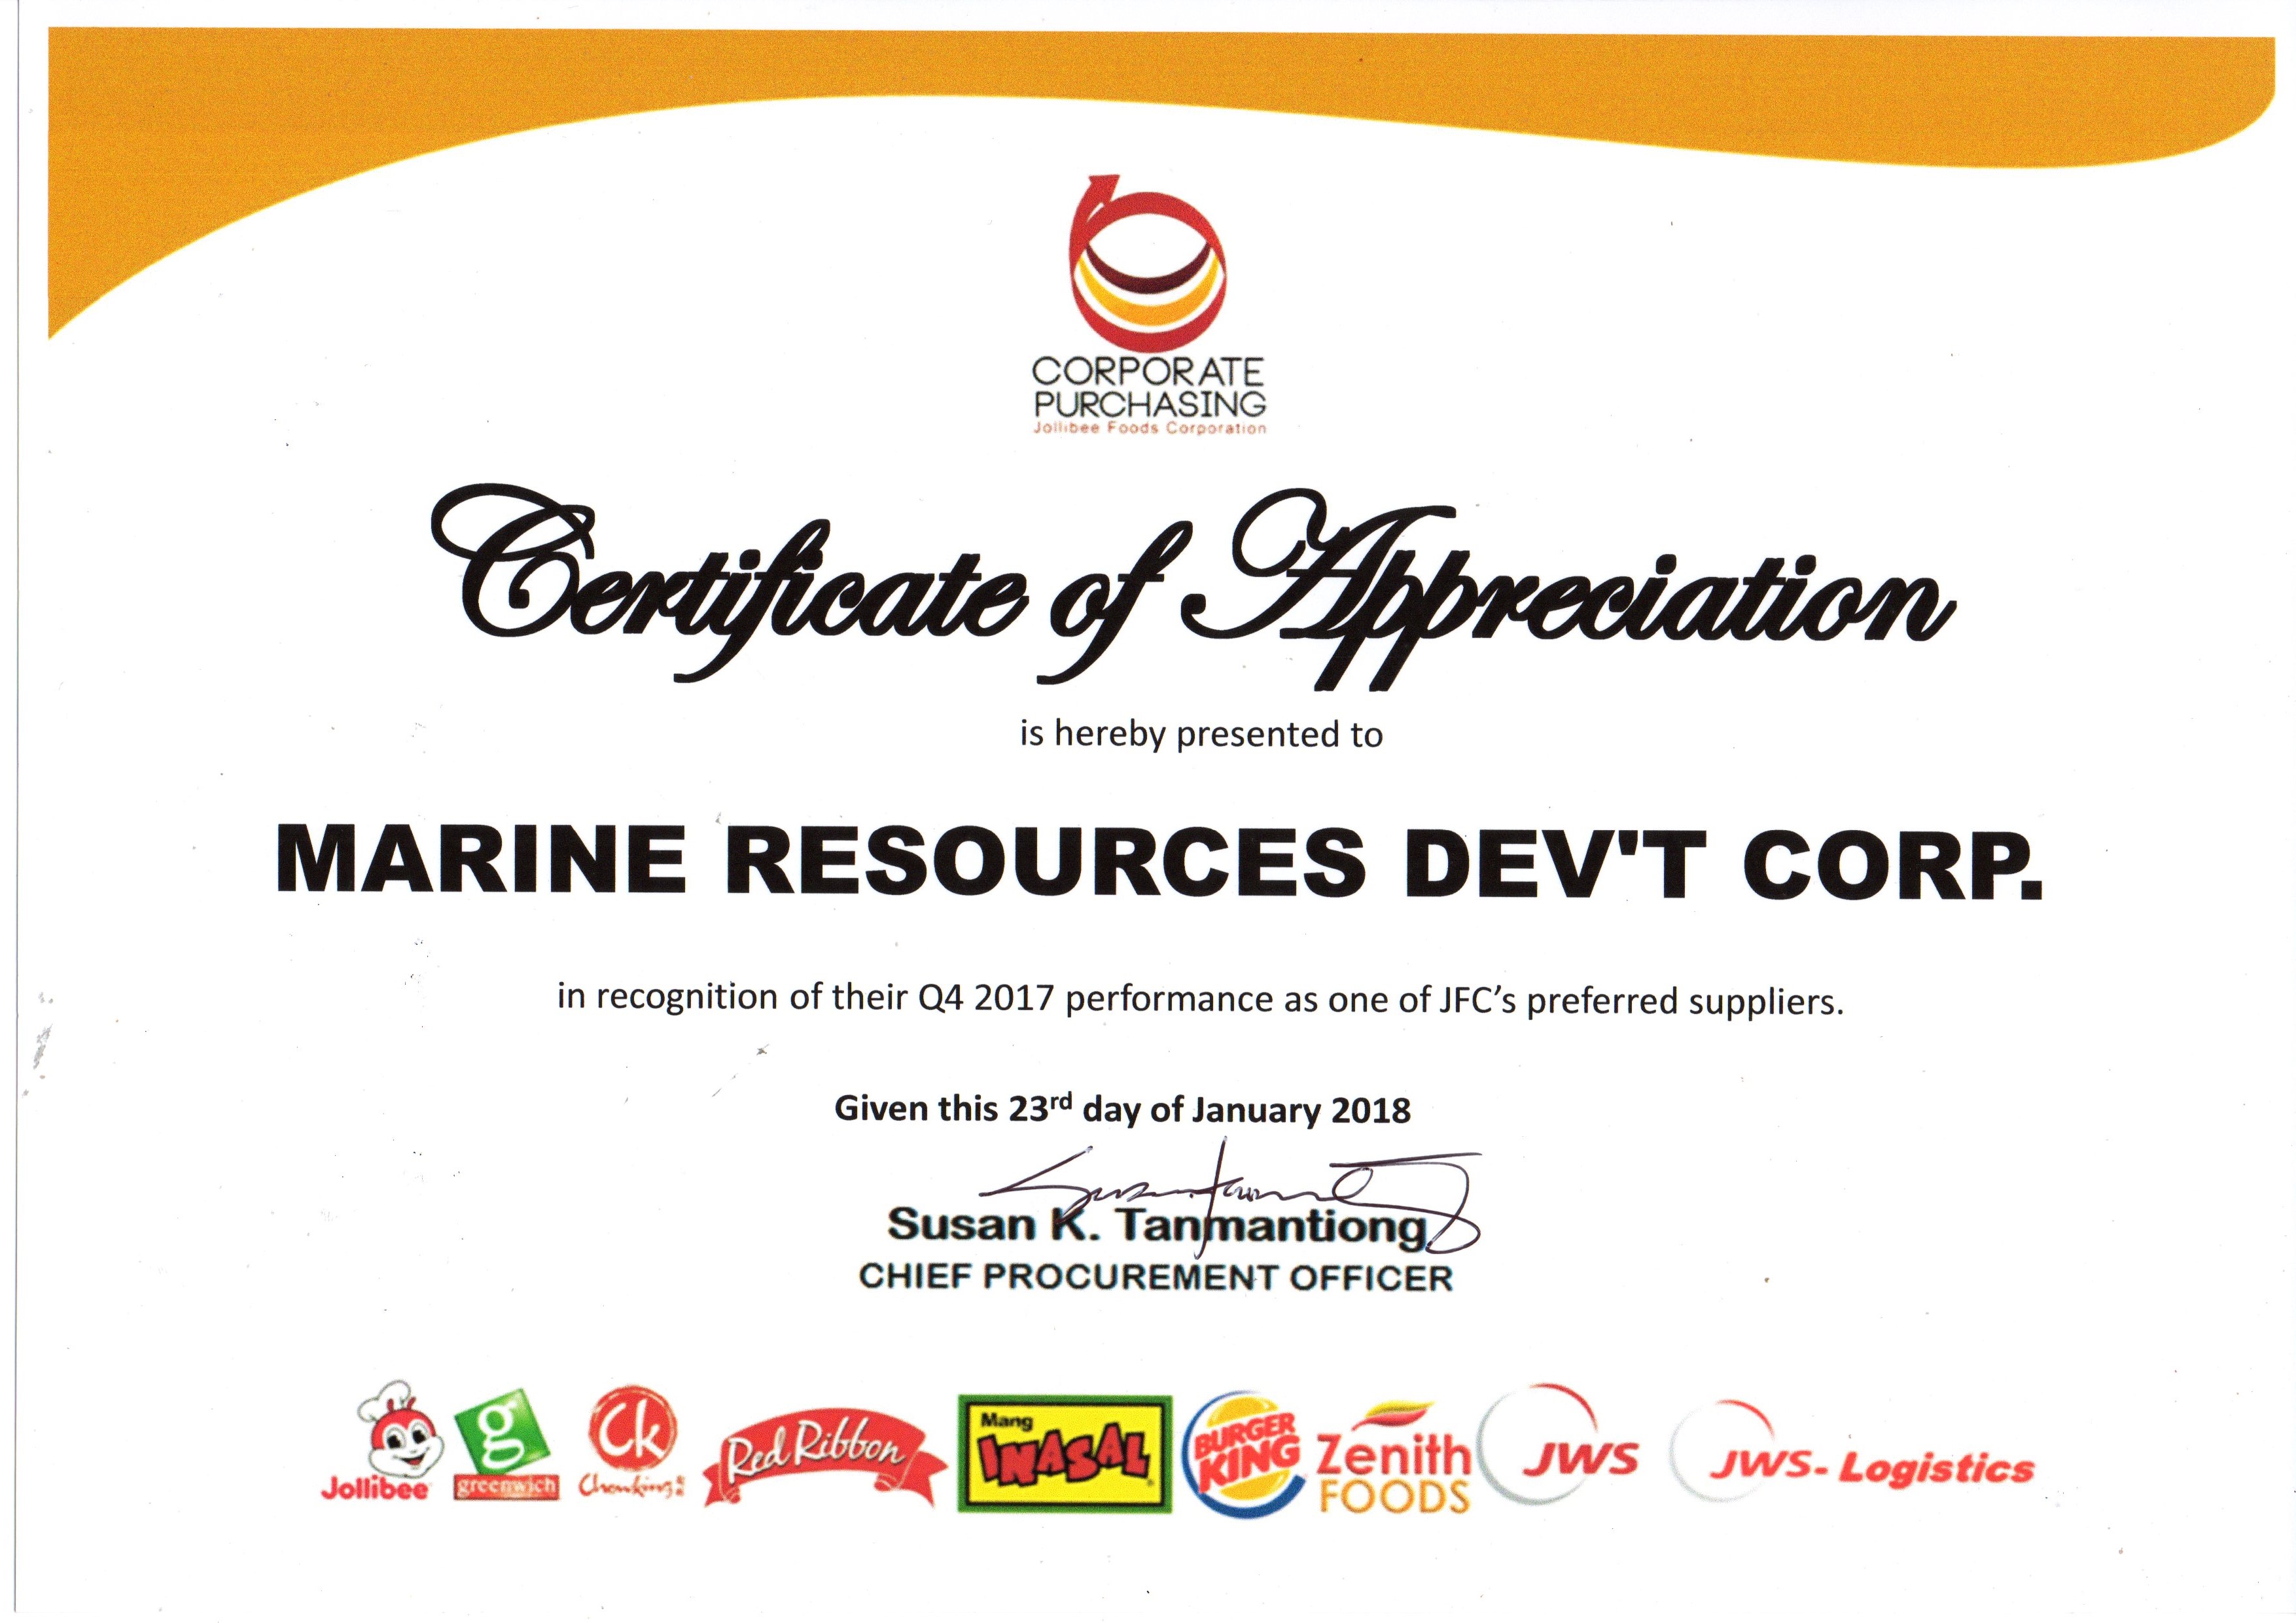 CORPORATE
PURCHASING
Jollibee Foods Corporation
Certificate of Appreciation
is hereby presented to
MARINE RESOURCES DEV'T CORP.
in recognition of their Q4 2017 performance as one of JFC’s preferred suppliers.
Given this 23rd day of January 2018
Susan K. Tanmantiong
CHIEF PROCUREMENT OFFICER
Jollibee
g
greenwich
Ck
Chowking
Red Ribbon
Mang
INASAL
BURGER
KING
Zenith
FOODS
JWS
JWS- Logistics